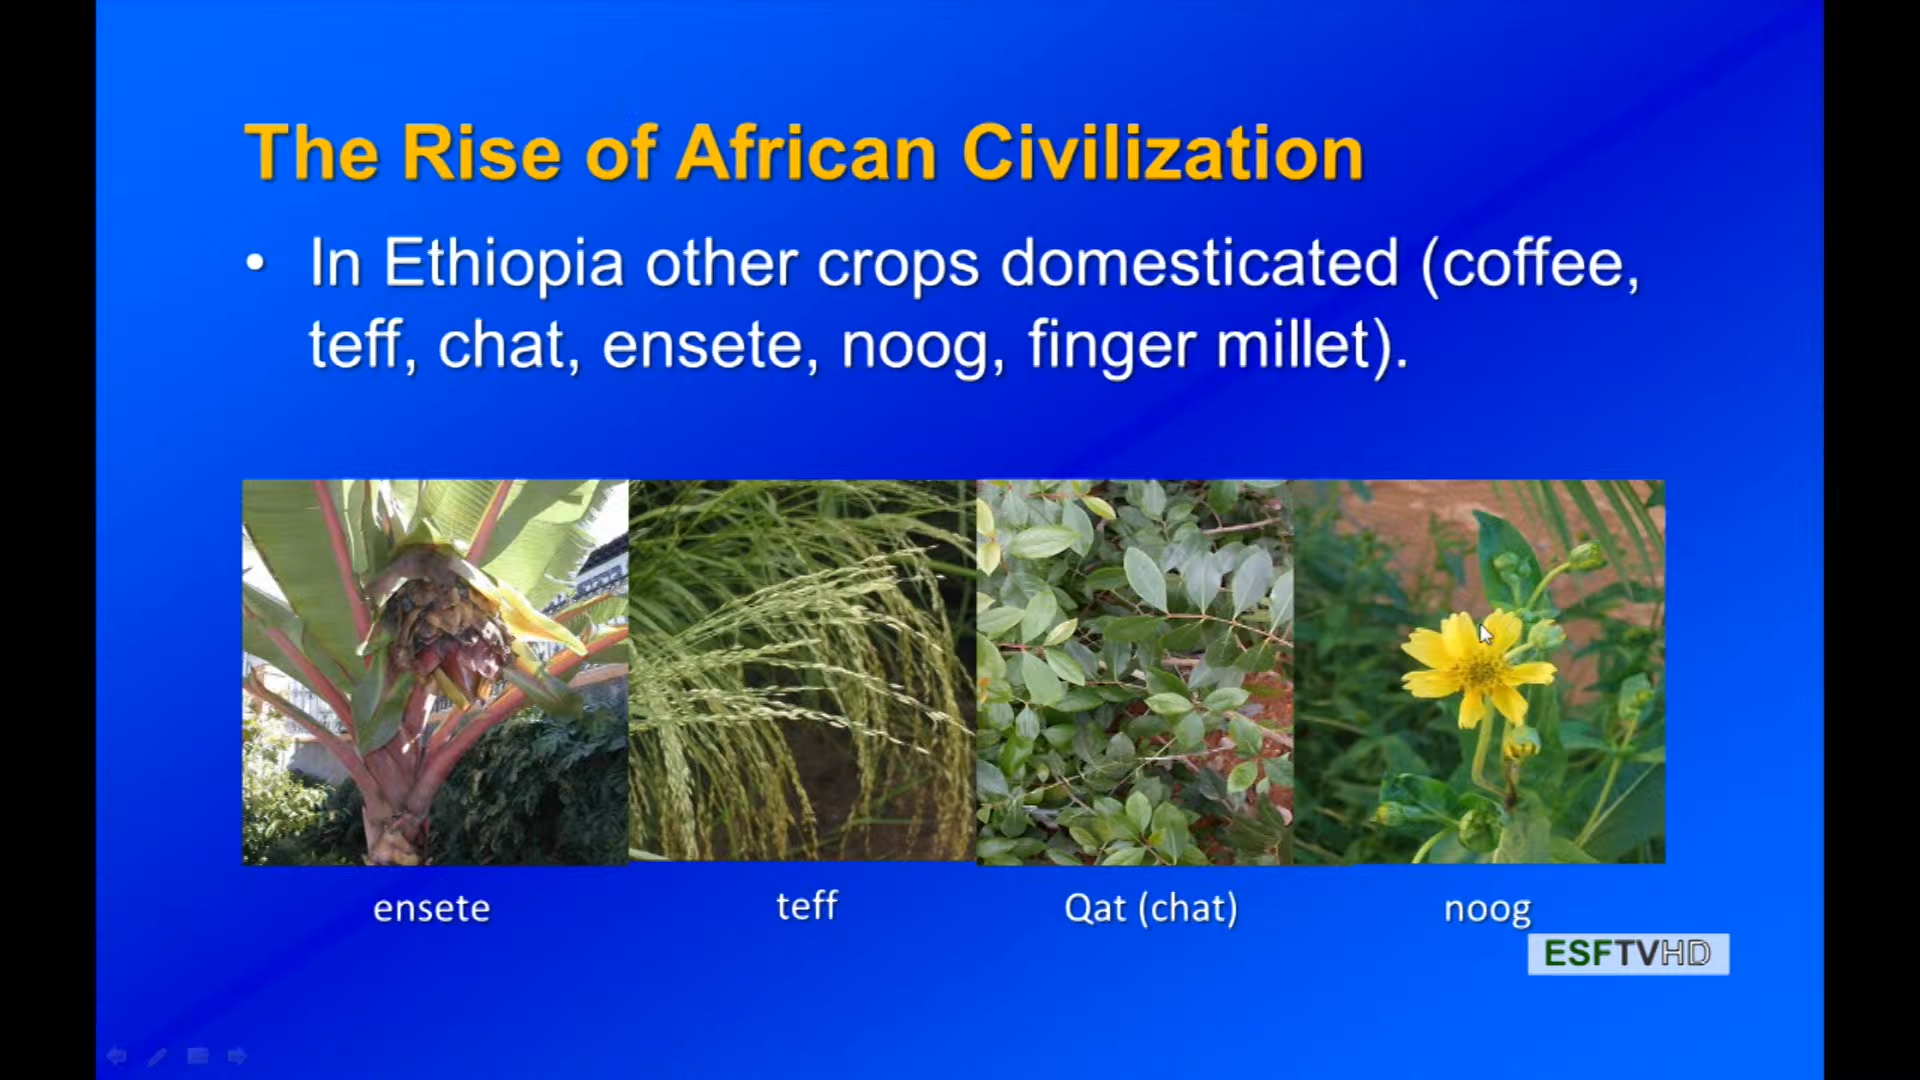 The Rise of African Civilization
• In Ethiopia other crops domesticated (coffee,
teff, chat, ensete, noog, finger millet).
ensete
teff
Qat (chat)
noog
ESFTVHD